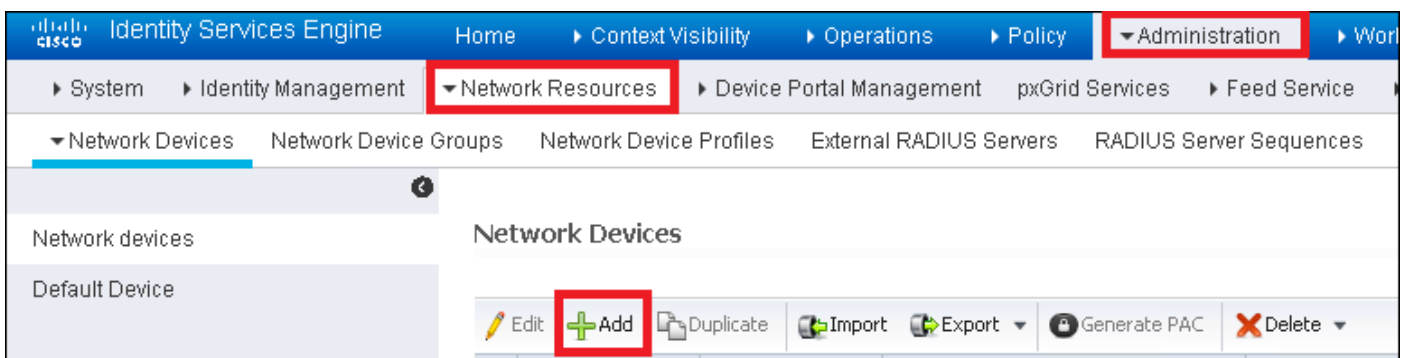 cisco Identity Services Engine Home Context Visibility Operations Policy Administration
System Identity Management Network Resources Device Portal Management pxGrid Services Feed Service
Network Devices Network Device Groups Network Device Profiles External RADIUS Servers RADIUS Server Sequences
Network devices
Default Device
Network Devices
Edit Add Duplicate Import Export Generate PAC Delete